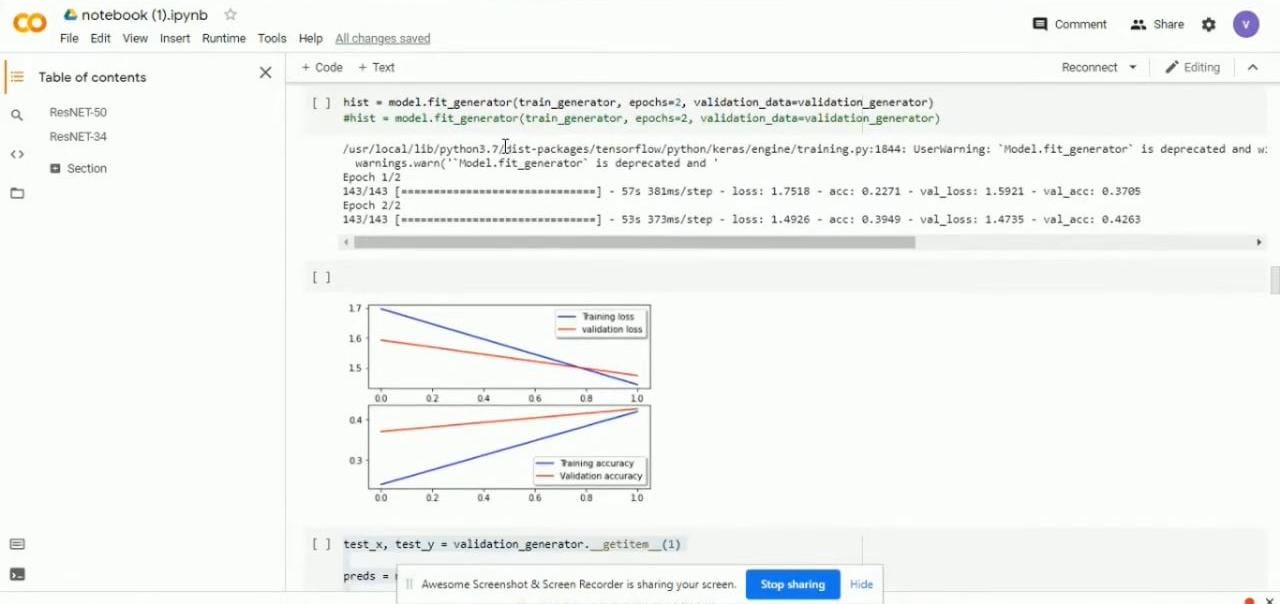 notebook (1).ipynb
Comment
Share
V
File Edit View Insert Runtime Tools Help All changes saved
Table of contents
+ Code + Text
Reconnect
Editing
ResNET-50
ResNET-34
Section
[ ] hist = model.fit_generator(train_generator, epochs=2, validation_data=validation_generator)
#hist = model.fit_generator(train_generator, epochs=2, validation_data=validation_generator)
/usr/local/lib/python3.7/dist-packages/tensorflow/python/keras/engine/training.py:1844: UserWarning: `Model.fit_generator` is deprecated and wi
warnings.warn('`Model.fit_generator` is deprecated and '
Epoch 1/2
143/143 [==============================] - 57s 381ms/step - loss: 1.7518 - acc: 0.2271 - val_loss: 1.5921 - val_acc: 0.3705
Epoch 2/2
143/143 [==============================] - 53s 373ms/step - loss: 1.4926 - acc: 0.3949 - val_loss: 1.4735 - val_acc: 0.4263
[ ]
1.7
1.6
1.5
Training loss
validation loss
0.0 0.2 0.4 0.6 0.8 1.0
0.4
0.3
Training accuracy
Validation accuracy
0.0 0.2 0.4 0.6 0.8 1.0
[ ] test_x, test_y = validation_generator.__getitem__(1)
preds =
Awesome Screenshot & Screen Recorder is sharing your screen.
Stop sharing
Hide